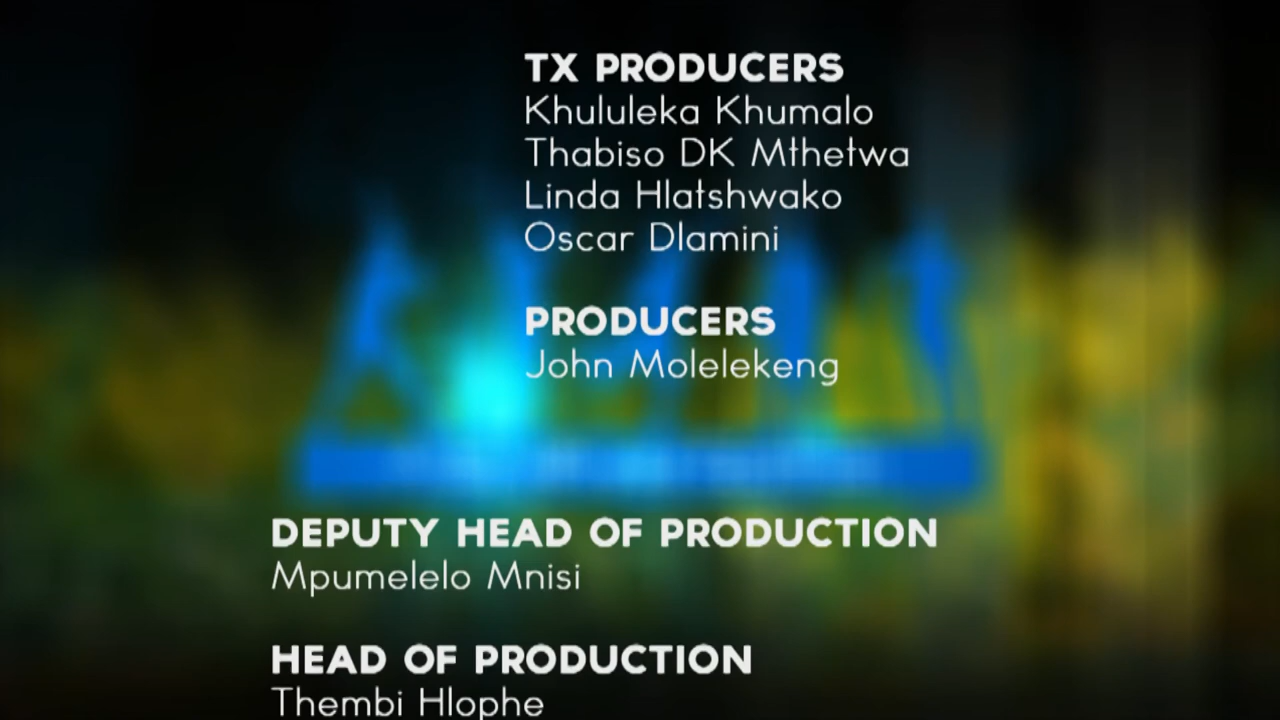 TX PRODUCERS
Khululeka Khumalo
Thabiso DK Mthetwa
Linda Hlatshwako
Oscar Dlamini
PRODUCERS
John Molelekeng
DEPUTY HEAD OF PRODUCTION
Mpumelelo Mnisi
HEAD OF PRODUCTION
Thembi Hlophe